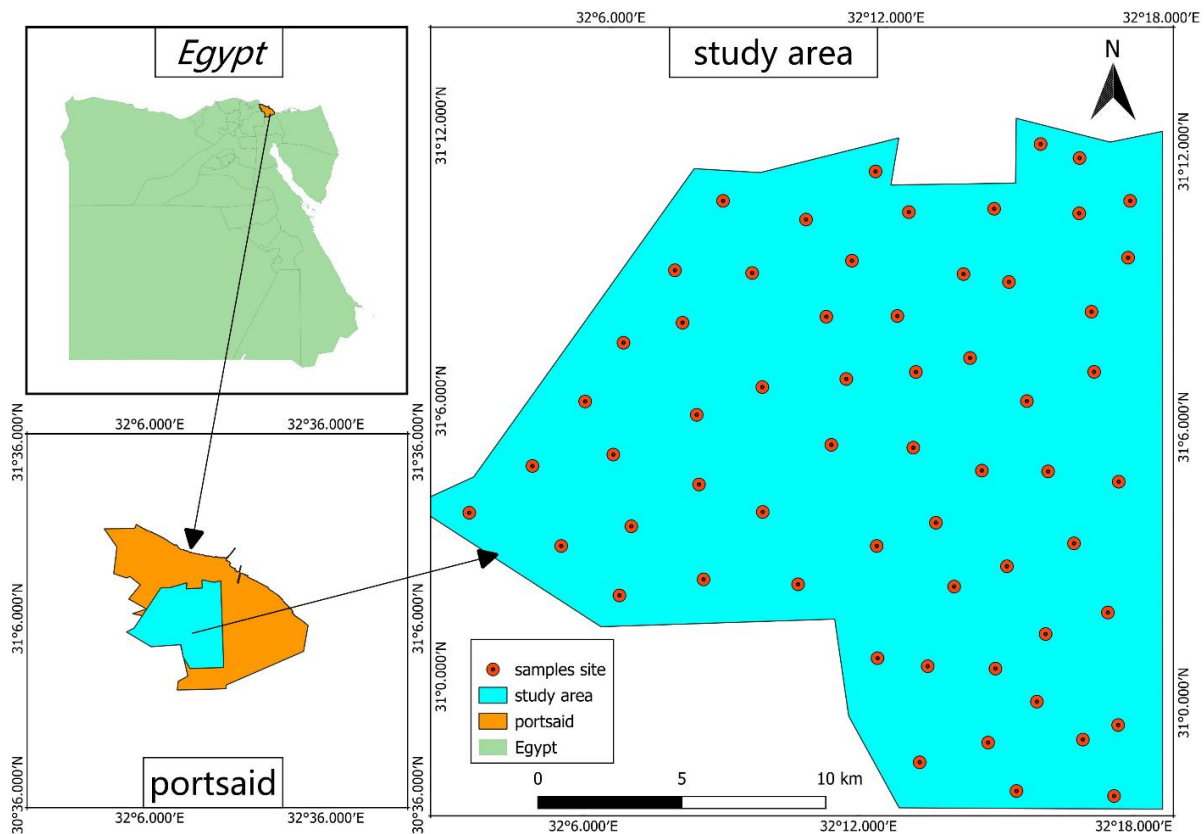 Egypt
32°6.000'E 32°36.000'E
31°36.000'N
31°36.000'N
31°6.000'N
31°6.000'N
30°36.000'N
30°36.000'N
portsaid
32°6.000'E 32°36.000'E
32°6.000'E 32°12.000'E 32°18.000'E
study area
N
31°12.000'N
31°12.000'N
31°6.000'N
31°6.000'N
31°0.000'N
31°0.000'N
samples site
study area
portsaid
Egypt
0 5 10 km
32°6.000'E 32°12.000'E 32°18.000'E